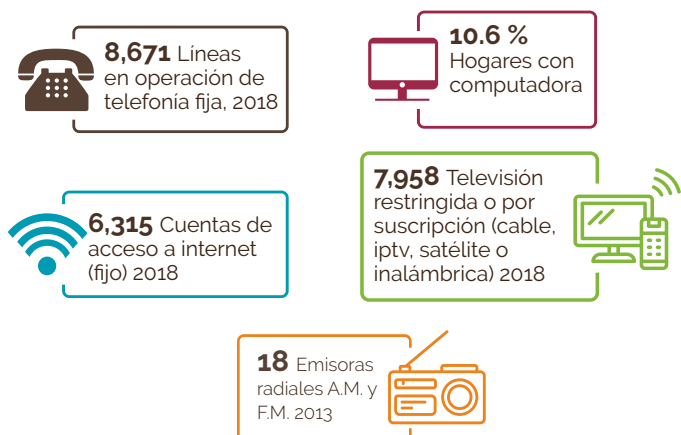 8,671 Líneas
en operación de
telefonía fija, 2018
10.6 %
Hogares con
computadora
6,315 Cuentas de
acceso a internet
(fijo) 2018
7,958 Televisión
restringida o por
suscripción (cable,
iptv, satélite o
inalámbrica) 2018
18 Emisoras
radiales A.M. y
F.M. 2013